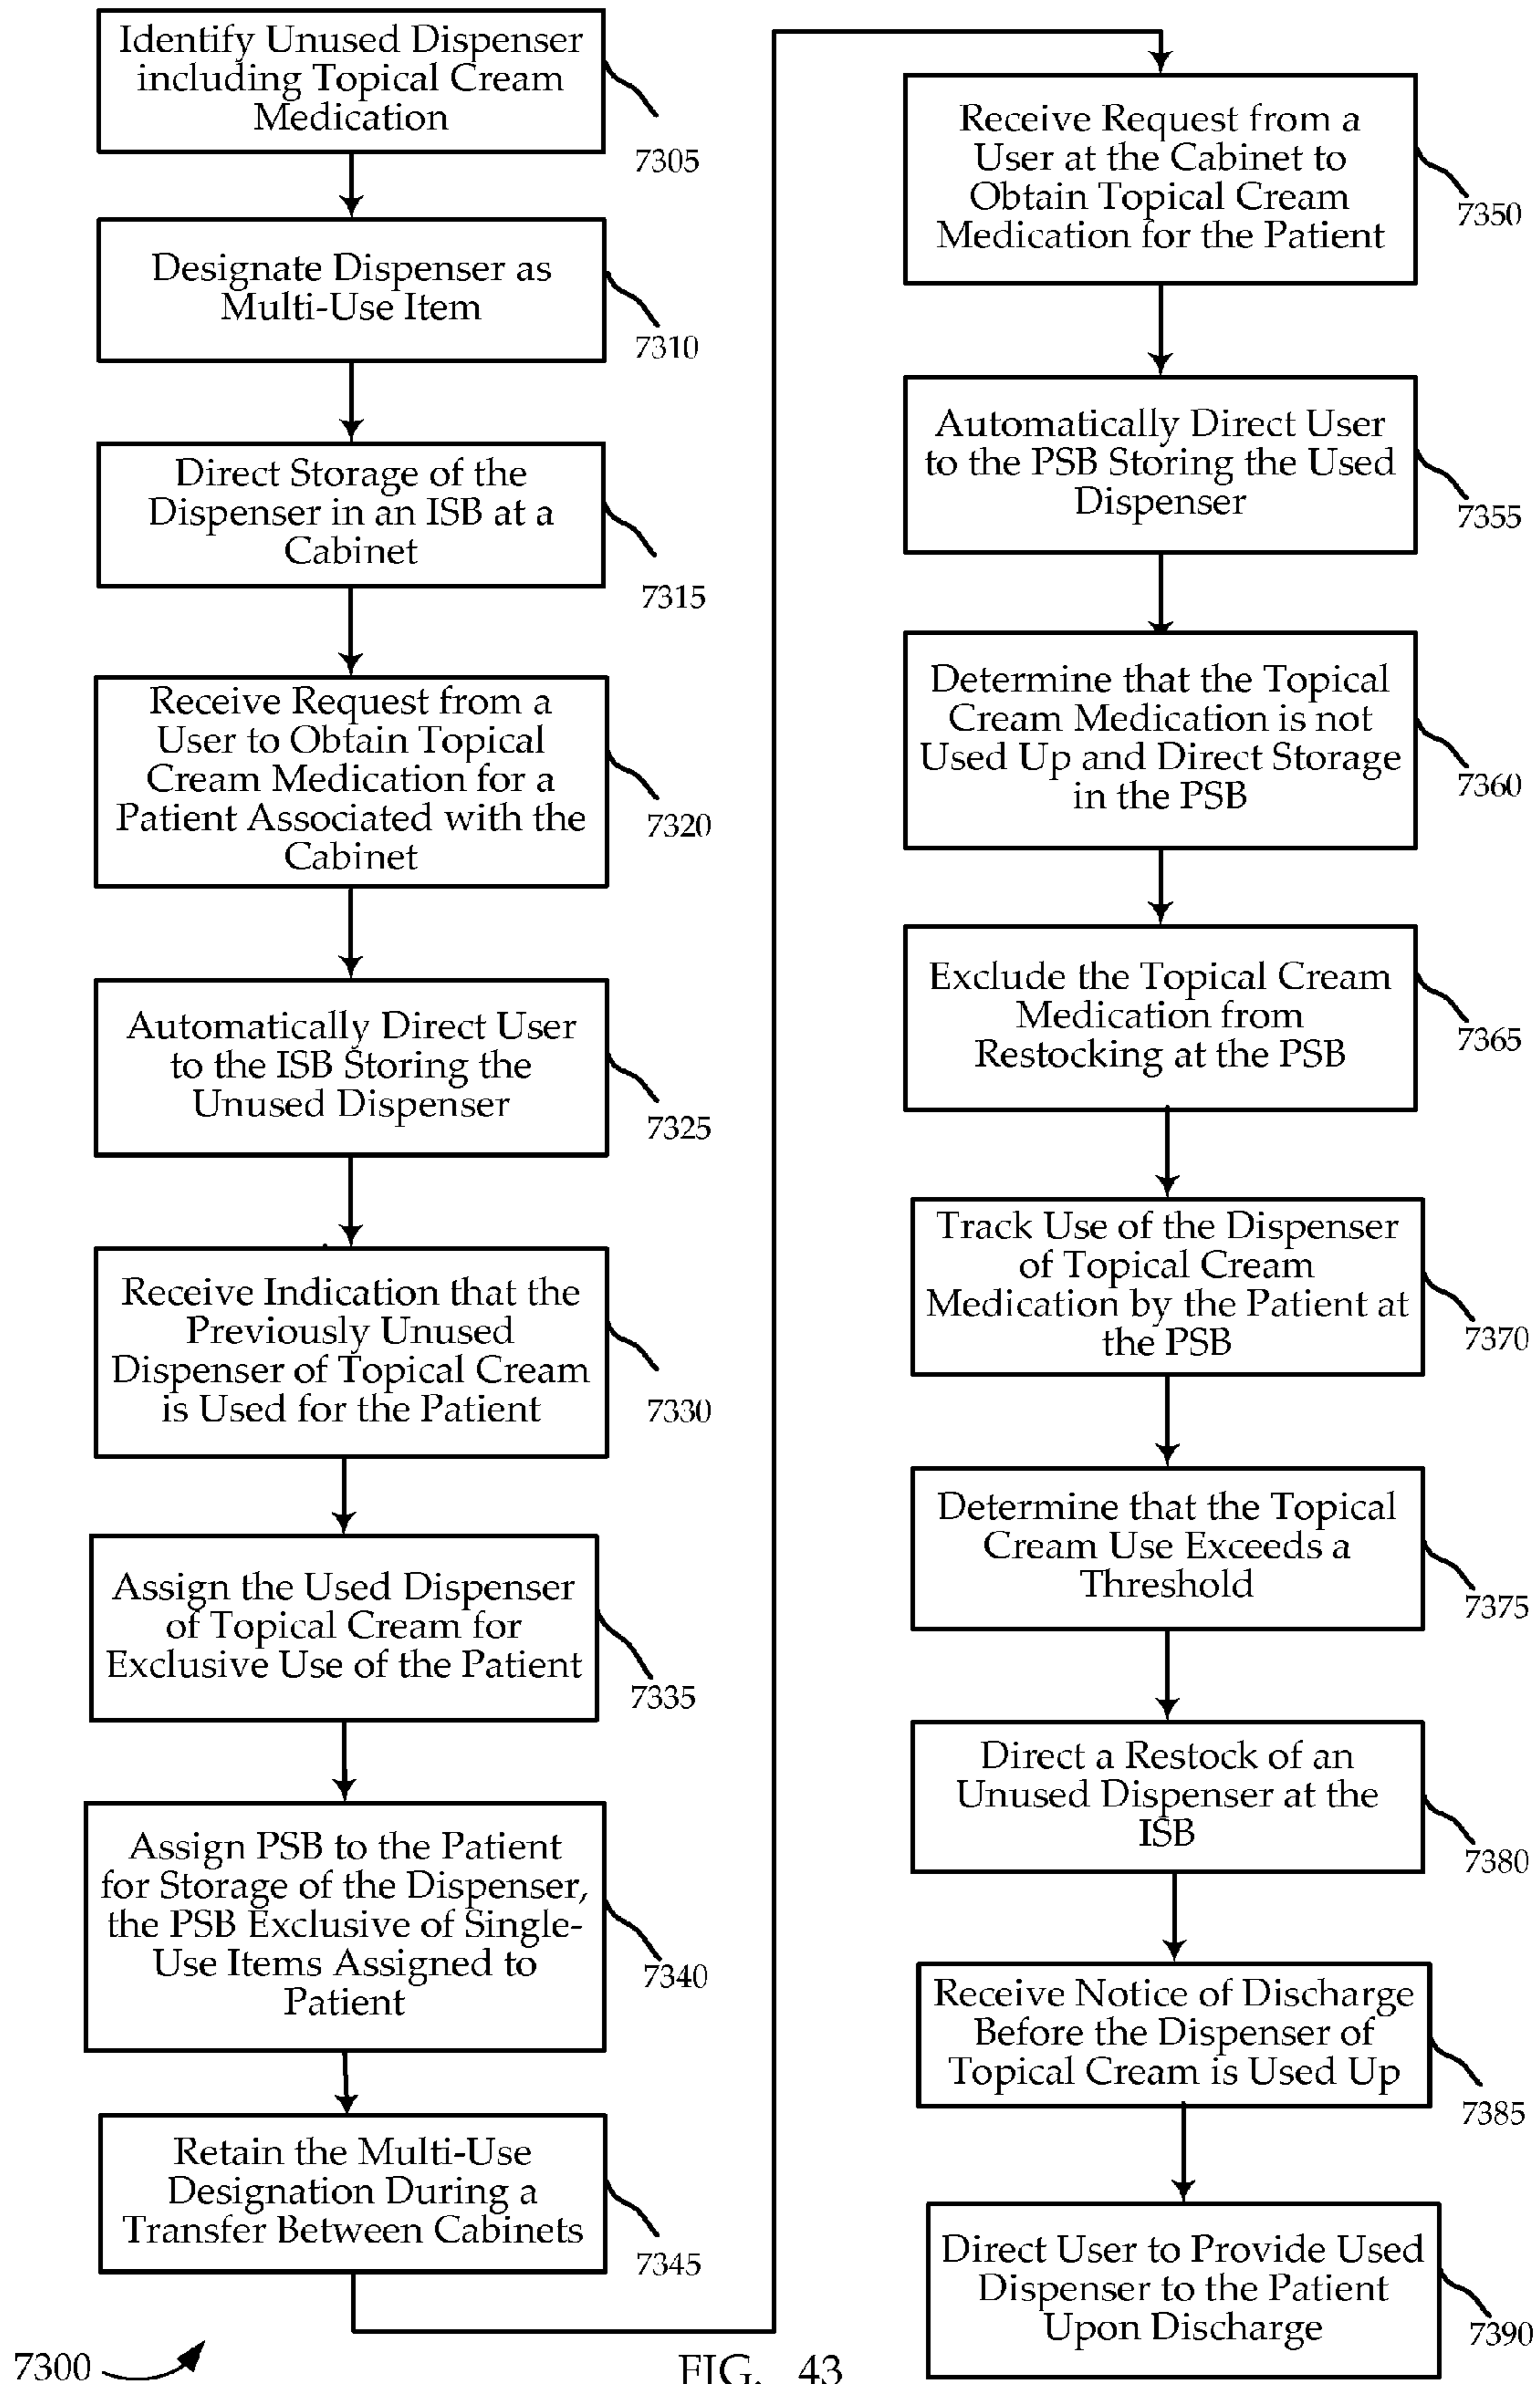 Identify Unused Dispenser
including Topical Cream
Medication
7305
Designate Dispenser as
Multi-Use Item
7310
Direct Storage of the
Dispenser in an ISB at a
Cabinet
7315
Receive Request from a
User to Obtain Topical
Cream Medication for a
Patient Associated with the
Cabinet
7320
Automatically Direct User
to the ISB Storing the
Unused Dispenser
7325
Receive Indication that the
Previously Unused
Dispenser of Topical Cream
is Used for the Patient
7330
Assign the Used Dispenser
of Topical Cream for
Exclusive Use of the Patient
7335
Assign PSB to the Patient
for Storage of the Dispenser,
the PSB Exclusive of Single-
Use Items Assigned to
Patient
7340
Retain the Multi-Use
Designation During a
Transfer Between Cabinets
7345
Receive Request from a
User at the Cabinet to
Obtain Topical Cream
Medication for the Patient
7350
Automatically Direct User
to the PSB Storing the Used
Dispenser
7355
Determine that the Topical
Cream Medication is not
Used Up and Direct Storage
in the PSB
7360
Exclude the Topical Cream
Medication from
Restocking at the PSB
7365
Track Use of the Dispenser
of Topical Cream
Medication by the Patient at
the PSB
7370
Determine that the Topical
Cream Use Exceeds a
Threshold
7375
Direct a Restock of an
Unused Dispenser at the
ISB
7380
Receive Notice of Discharge
Before the Dispenser of
Topical Cream is Used Up
7385
Direct User to Provide Used
Dispenser to the Patient
Upon Discharge
7390
7300
FIG. 43